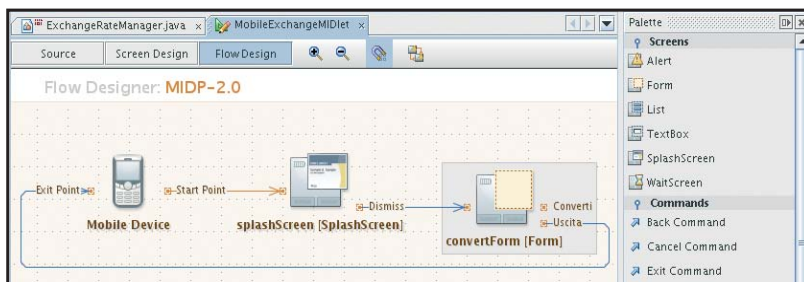 ExchangeRateManager.java x
MobileExchangeMIDlet x
Source
Screen Design
Flow Design
Flow Designer: MIDP-2.0
Exit Point
Start Point
Mobile Device
splashScreen [SplashScreen]
Dismiss
Converti
Uscita
convertForm [Form]
Palette
Screens
Alert
Form
List
TextBox
SplashScreen
WaitScreen
Commands
Back Command
Cancel Command
Exit Command